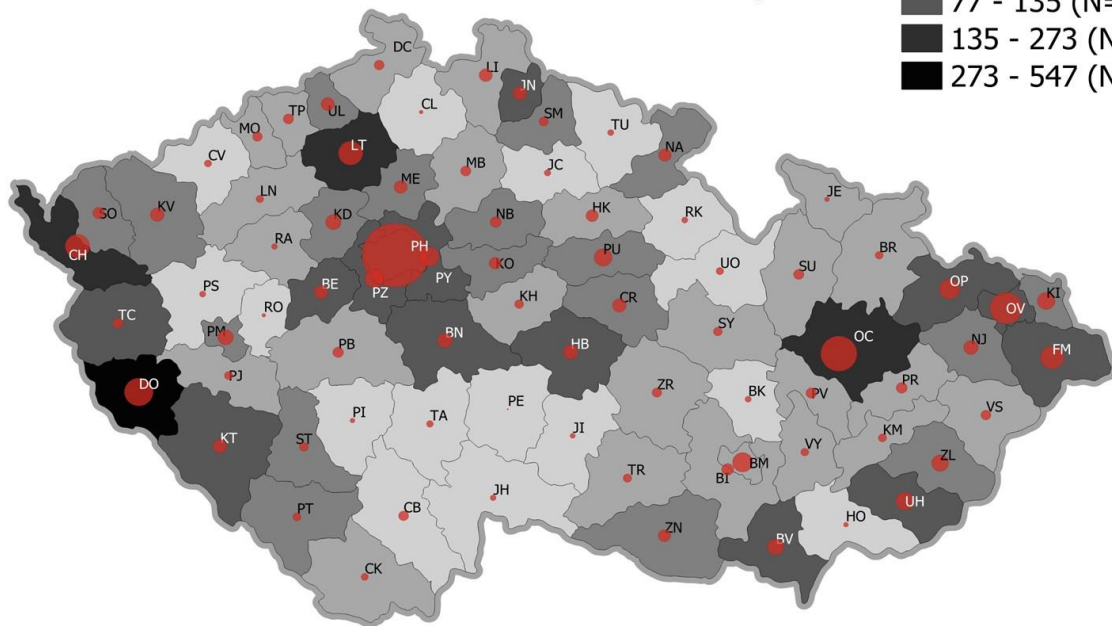 77 - 135 (N=
135 - 273 (N
273 - 547 (N
DC
LI
JN
TP
UL
CL
SM
TU
MO
LT
NA
CV
MB
JC
LN
ME
JE
SO
KV
KD
NB
HK
RK
CH
RA
PH
BR
KO
PU
UO
SU
PY
OP
PS
BE
PZ
KI
RO
KH
CR
OV
TC
PM
BN
SY
OC
NJ
FM
PB
HB
PJ
DO
ZR
BK
PV
PR
PI
TA
PE
VS
KT
ST
JI
KM
VY
BM
ZL
BI
TR
JH
CB
UH
PT
HO
ZN
BV
CK